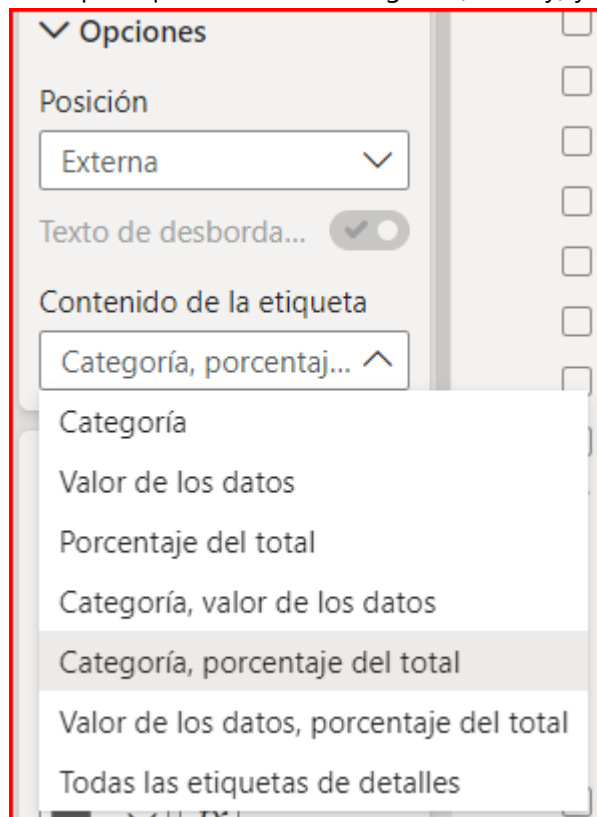 Opciones
Posición
Externa
Texto de desborda...
Contenido de la etiqueta
Categoría, porcentaj...
Categoría
Valor de los datos
Porcentaje del total
Categoría, valor de los datos
Categoría, porcentaje del total
Valor de los datos, porcentaje del total
Todas las etiquetas de detalles